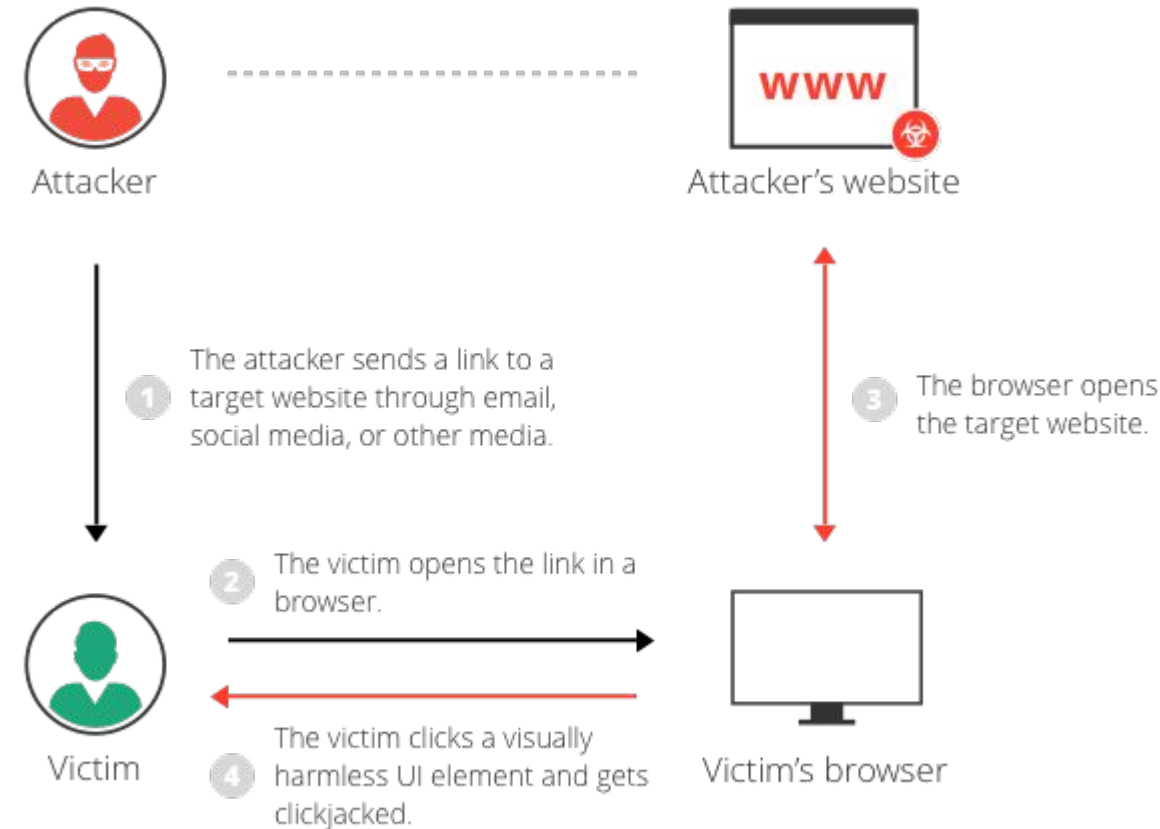 www
Attacker
Attacker's website
1
The attacker sends a link to a
target website through email,
social media, or other media.
3
The browser opens
the target website.
2
The victim opens the link in a
browser.
Victim
4
The victim clicks a visually
harmless UI element and gets
clickjacked.
Victim's browser